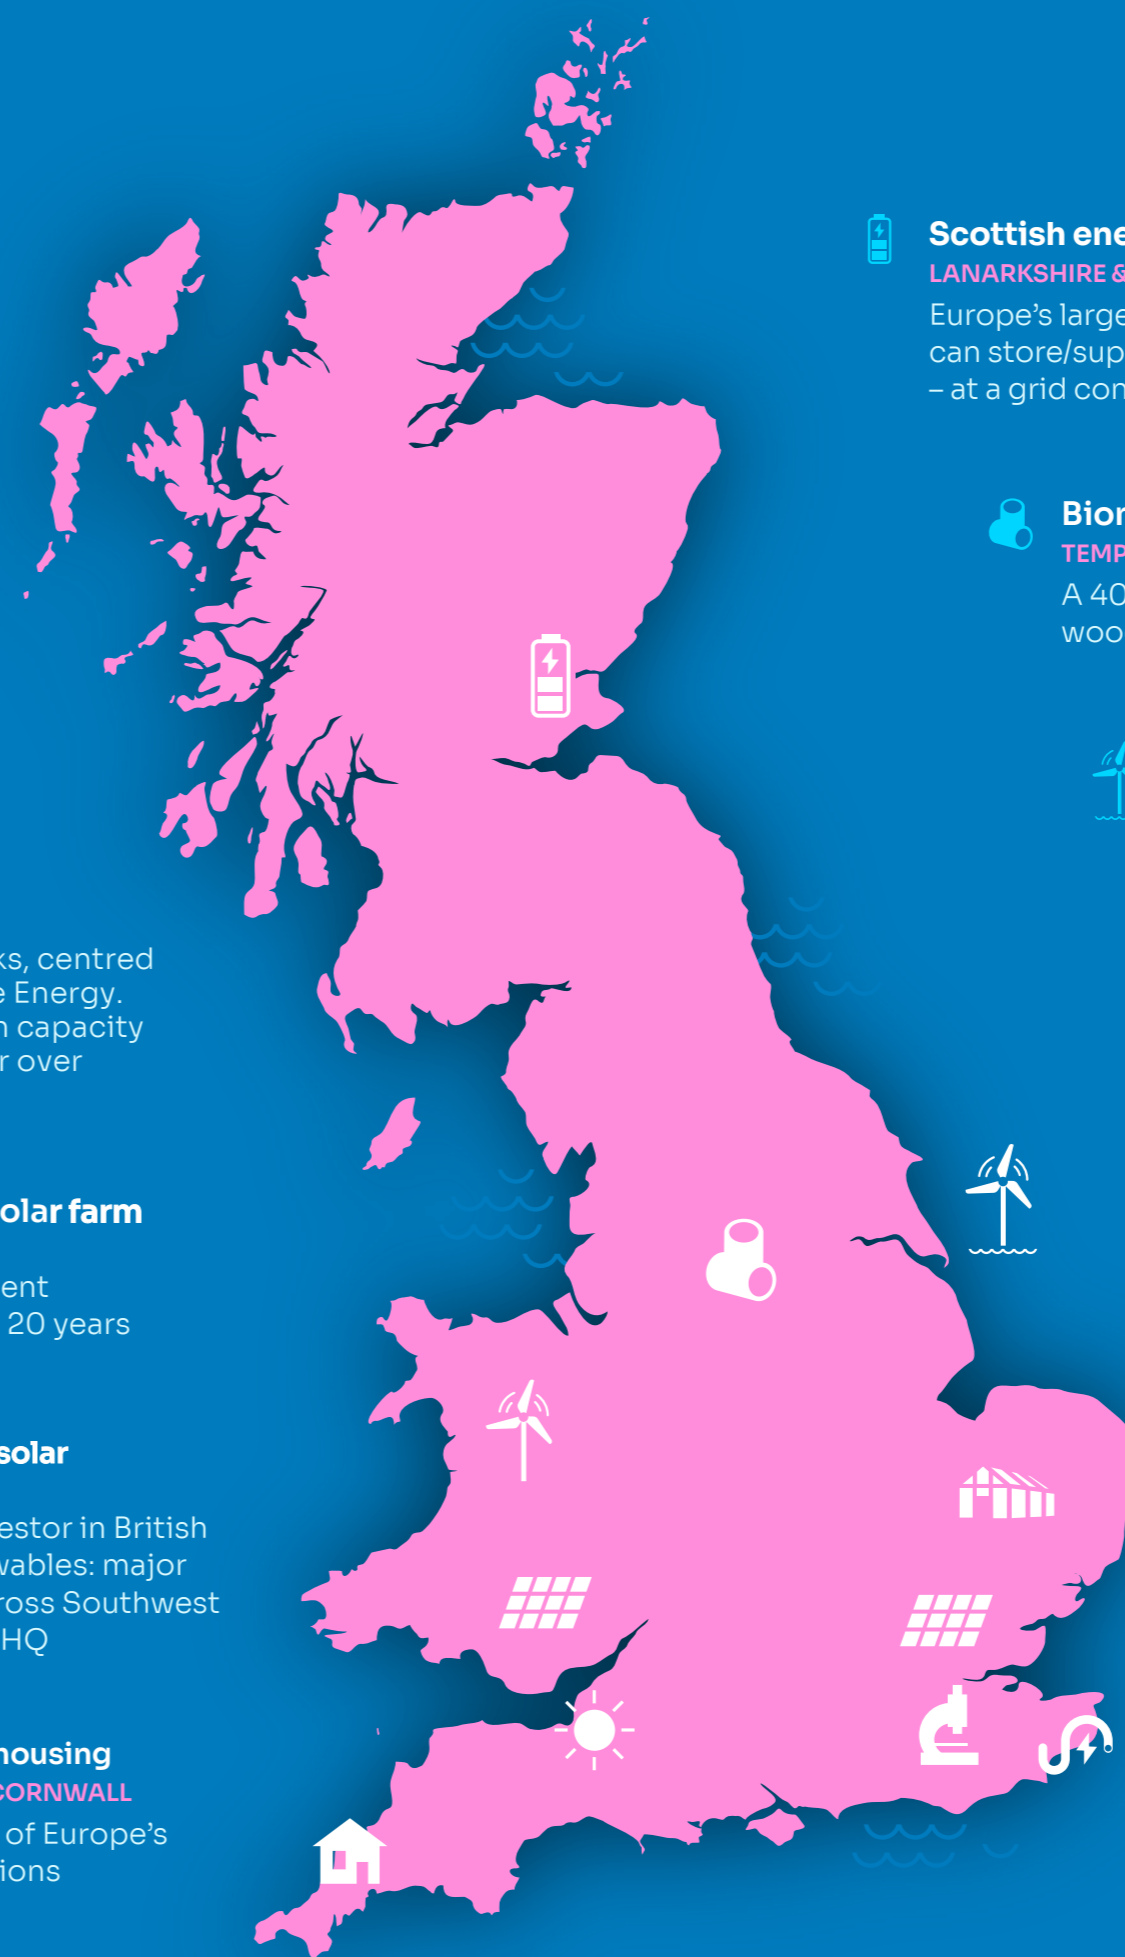 Scottish ene
LANARKSHIRE &
Europe's large
can store/sup
– at a grid con
Bior
TEMP
A 40
woo
ks, centred
e Energy.
n capacity
r over
olar farm
ent
20 years
solar
estor in British
vables: major
ross Southwest
HQ
housing
CORNWALL
of Europe's
ions